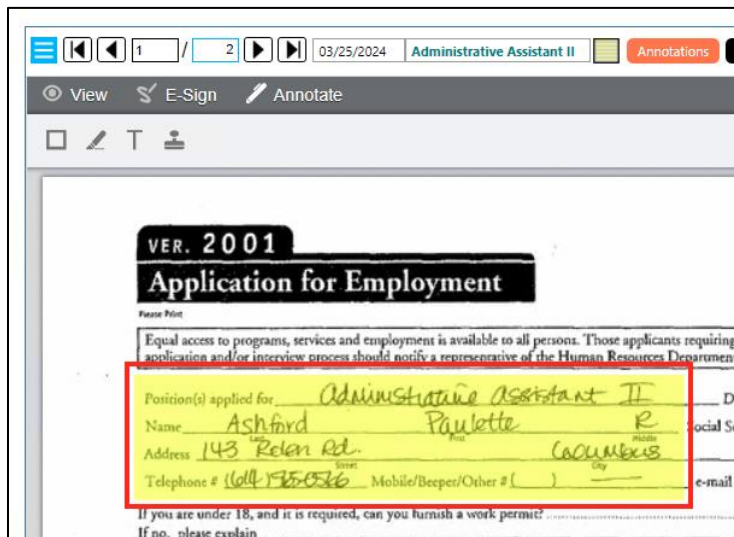 1 / 2 03/25/2024 Administrative Assistant II Annotations
View E-Sign Annotate
T
VER. 2001
Application for Employment
Please Print
Equal access to programs, services and employment is available to all persons. Those applicants requiring
application and/or interview process should notify a representative of the Human Resources Department
Position(s) applied for Administrative Assistant II D
Name Ashford Paulette R Social Se
Last First Middle
Address 143 Rd. Columbus
Street City
Telephone # (614) Mobile/Beeper/Other # ( ) e-mail
If you are under 18, and it is required, can you furnish a work permit?
If no, please explain